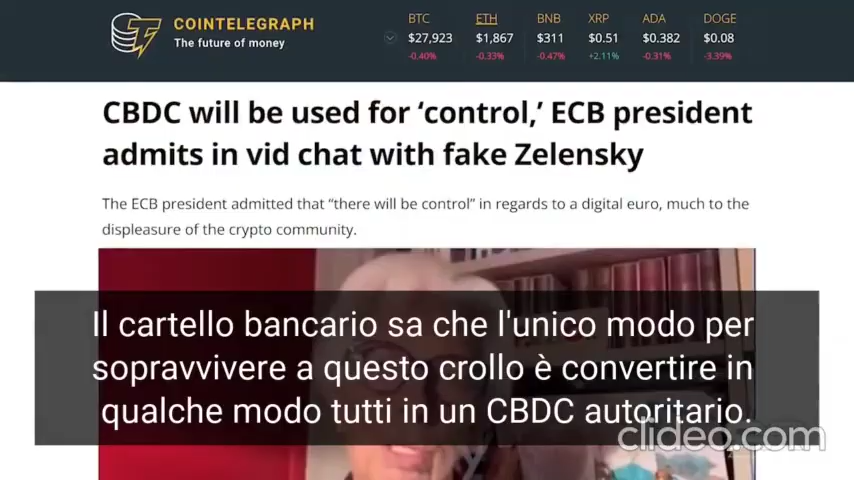 COINTELEGRAPH
The future of money
BTC ETH BNB XRP ADA DOGE
$27,923 $1,867 $311 $0.51 $0.382 $0.08
-0.40% -0.33% -0.47% +2.11% -0.31% -3.39%
CBDC will be used for ‘control,’ ECB president
admits in vid chat with fake Zelensky
The ECB president admitted that “there will be control” in regards to a digital euro, much to the
displeasure of the crypto community.
Il cartello bancario sa che l'unico modo per
sopravvivere a questo crollo è convertire in
qualche modo tutti in un CBDC autoritario.
clideo.com